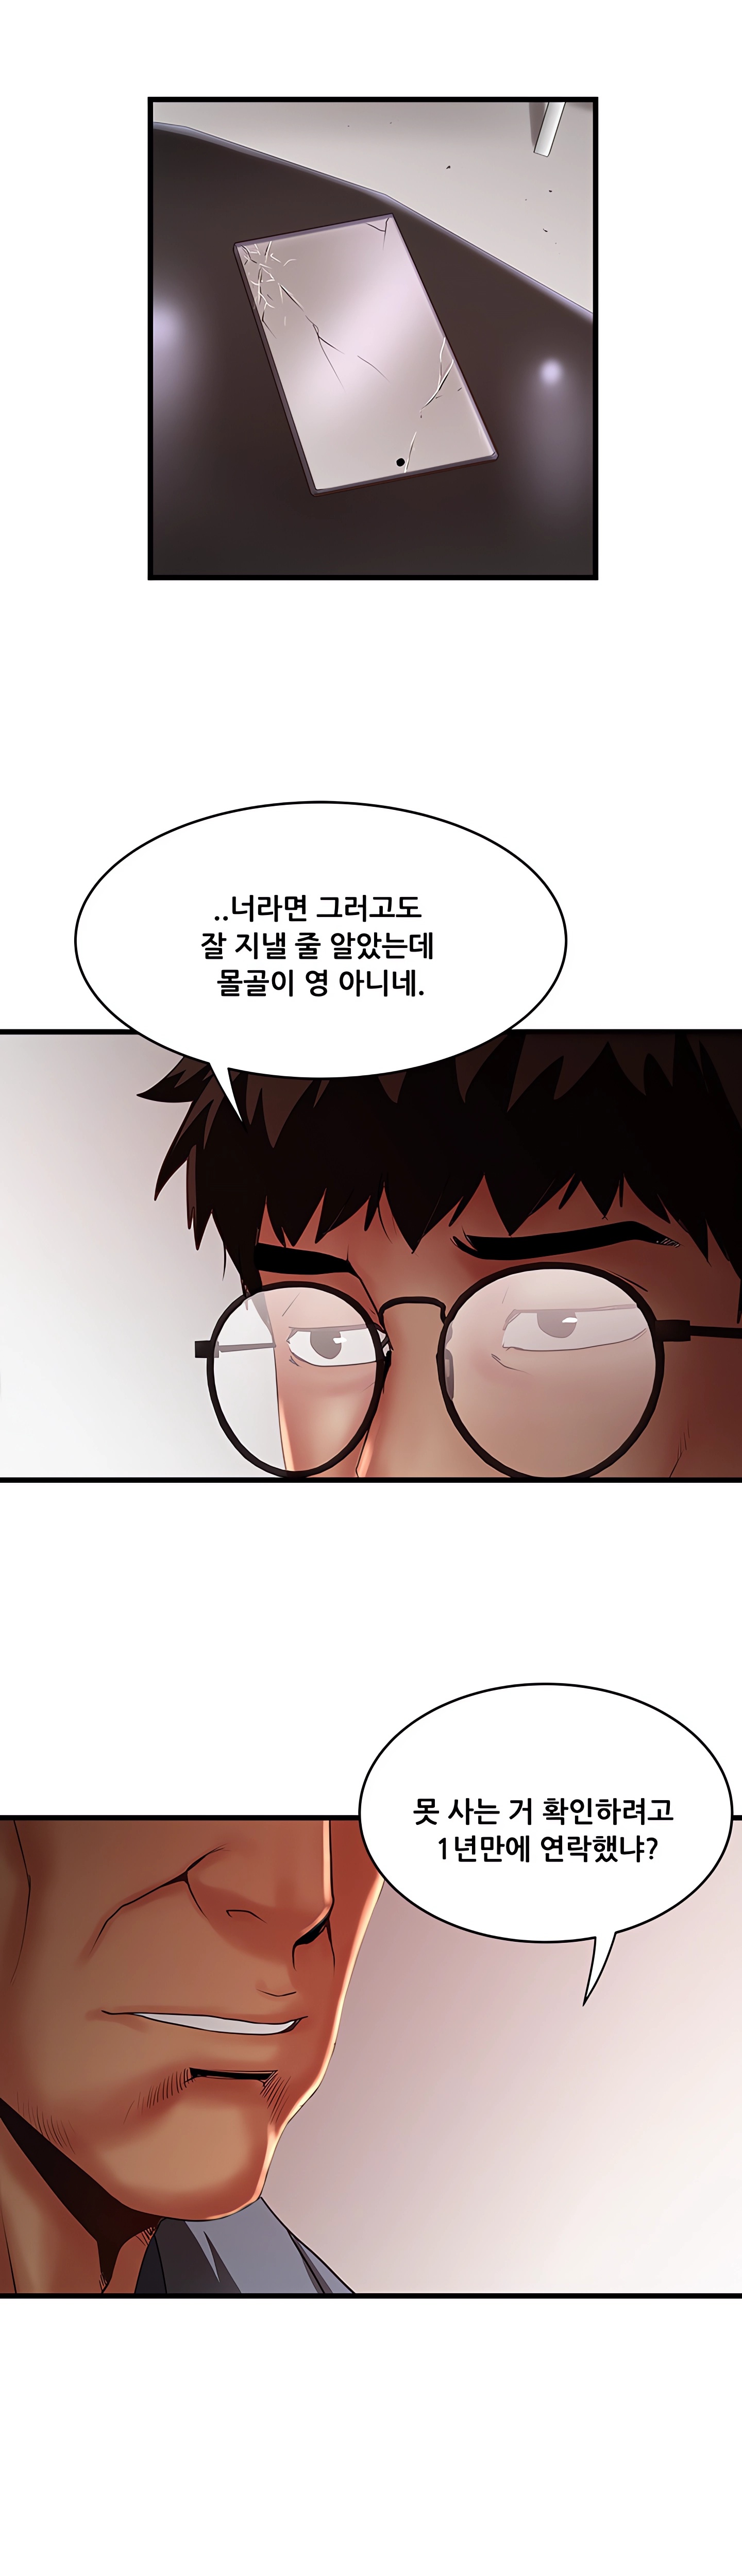 ..너라면 그러고도
잘 지낼 줄 알았는데
몰골이 영 아니네.
못 사는 거 확인하려고
1년만에 연락했냐?